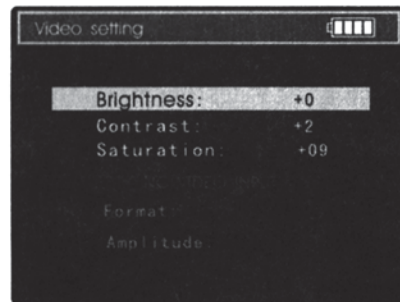 Video setting
Brightness: +0
Contrast: +2
Saturation: +09
Format:
Amplitude: